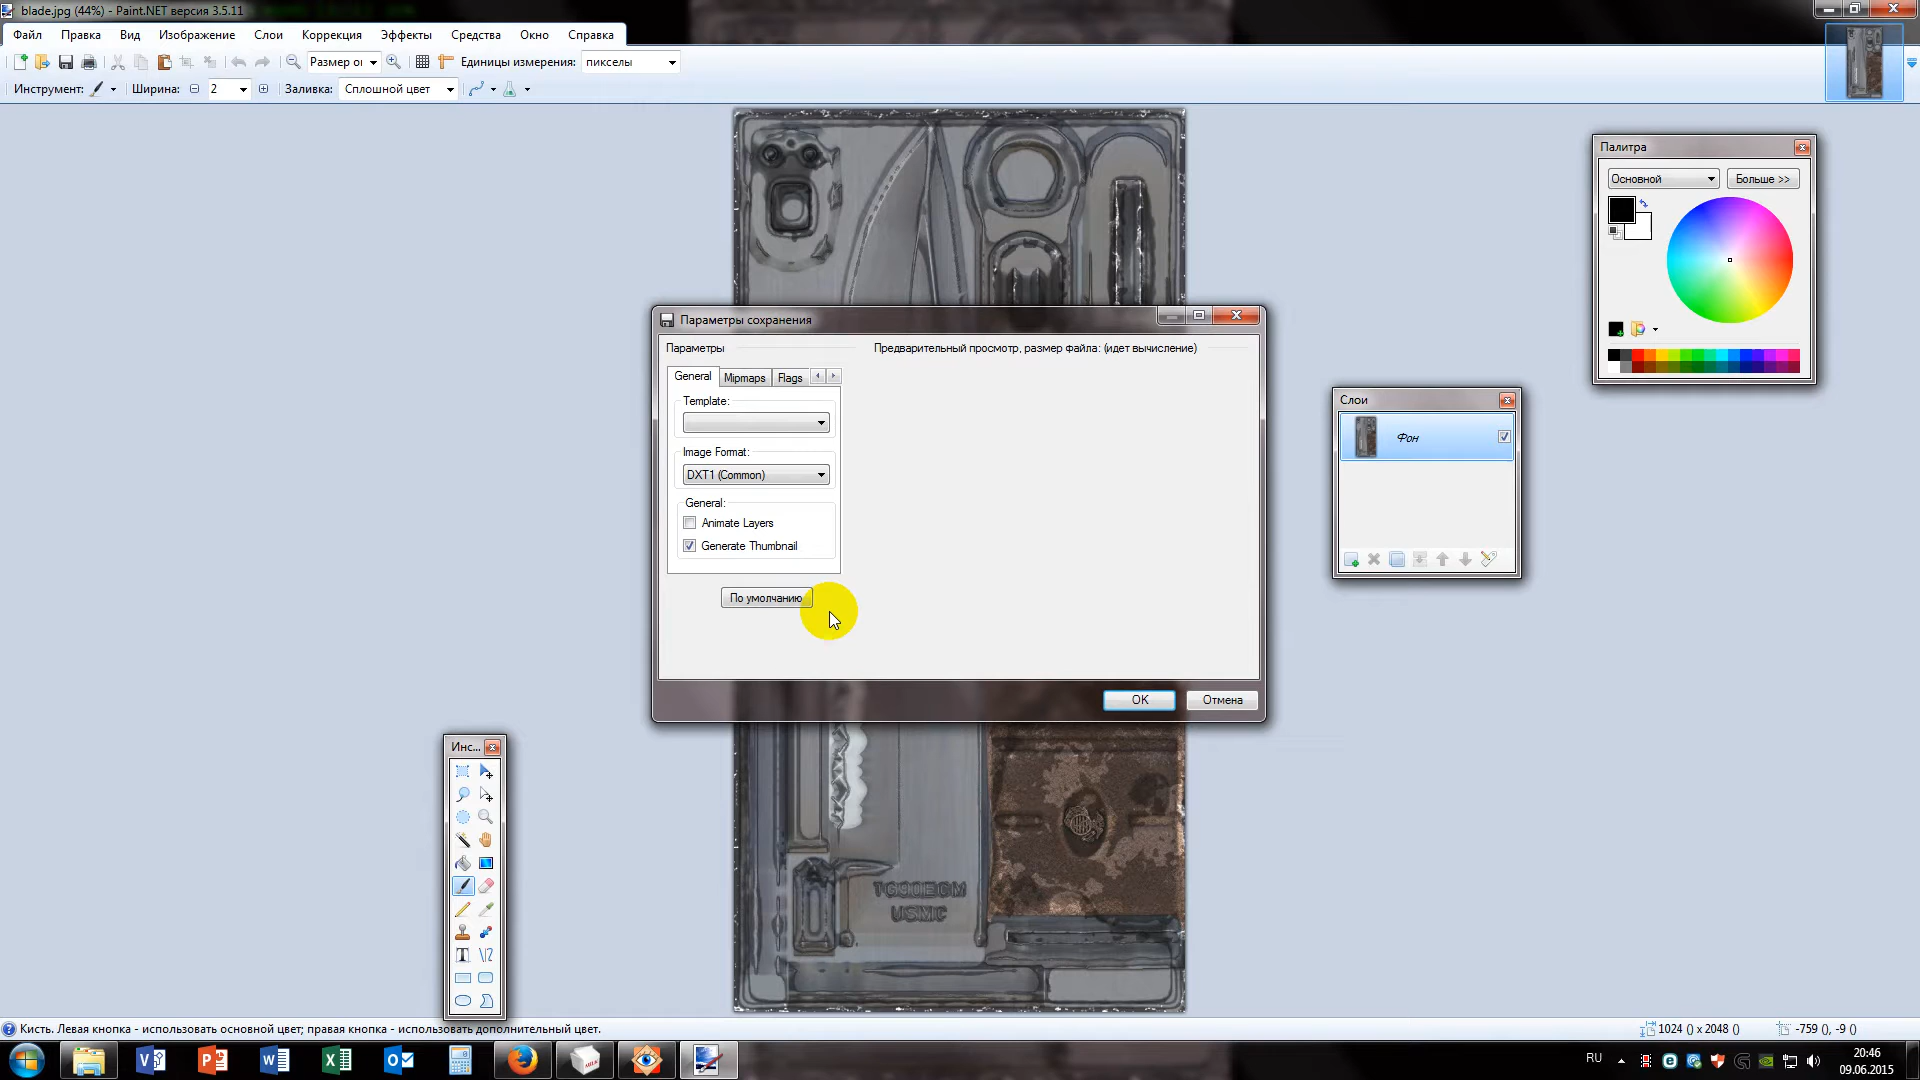 blade.jpg (44%) - Paint.NET версия 3.5.11
Файл Правка Вид Изображение Слои Коррекция Эффекты Средства Окно Справка
Размер ог Единицы измерения: пикселы
Инструмент: Ширина: 2 Заливка: Сплошной цвет
Палитра
Основной Больше >>
Параметры сохранения
Параметры
Предварительный просмотр, размер файла: (идет вычисление)
General Mipmaps Flags
Template:
Image Format:
DXT1 (Common)
General:
Animate Layers
Generate Thumbnail
По умолчанию
OK Отмена
Слои
Фон
Инс...
USMC
Кисть. Левая кнопка - использовать основной цвет; правая кнопка - использовать дополнительный цвет.
1024 () x 2048 ()
-759 (), -9 ()
RU
20:46
09.06.2015